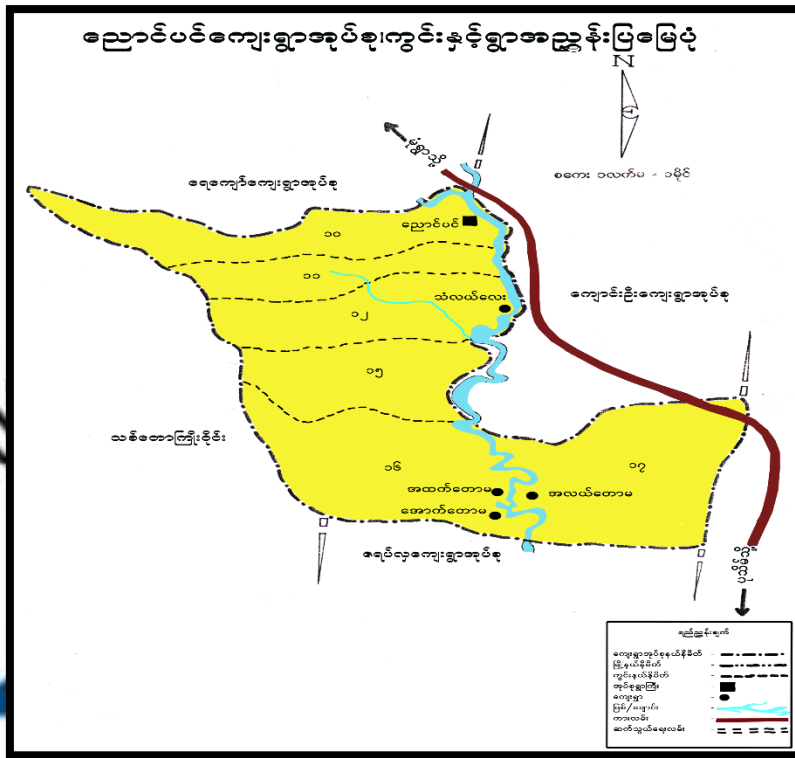 ညောင်ပင်ကျေးရွာအုပ်စု၊ကွင်းနှင့်ရွာအညွှန်းပြမြေပုံ
N
မုံရွာသို့
စကေး ၁လက်မ - ၁မိုင်
ရေကျော်ကျေးရွာအုပ်စု
ညောင်ပင်
၁၀
၁၁
ကျောင်းဦးကျေးရွာအုပ်စု
သံလယ်လေး
၁၂
၁၅
သစ်တောကြိုးဝိုင်း
၁၆
၁၇
အထက်တောမ
အလယ်တောမ
အောက်တောမ
ဇရပ်လှကျေးရွာအုပ်စု
ပုသိမ်သို့
ရည်ညွှန်းချက်
ကျေးရွာအုပ်စုနယ်နိမိတ်
မြို့နယ်နိမိတ်
ကွင်းနယ်နိမိတ်
အုပ်စုရွာကြီး
ကျေးရွာ
မြစ်/ချောင်း
ကားလမ်း
ဆက်သွယ်ရေးလမ်း